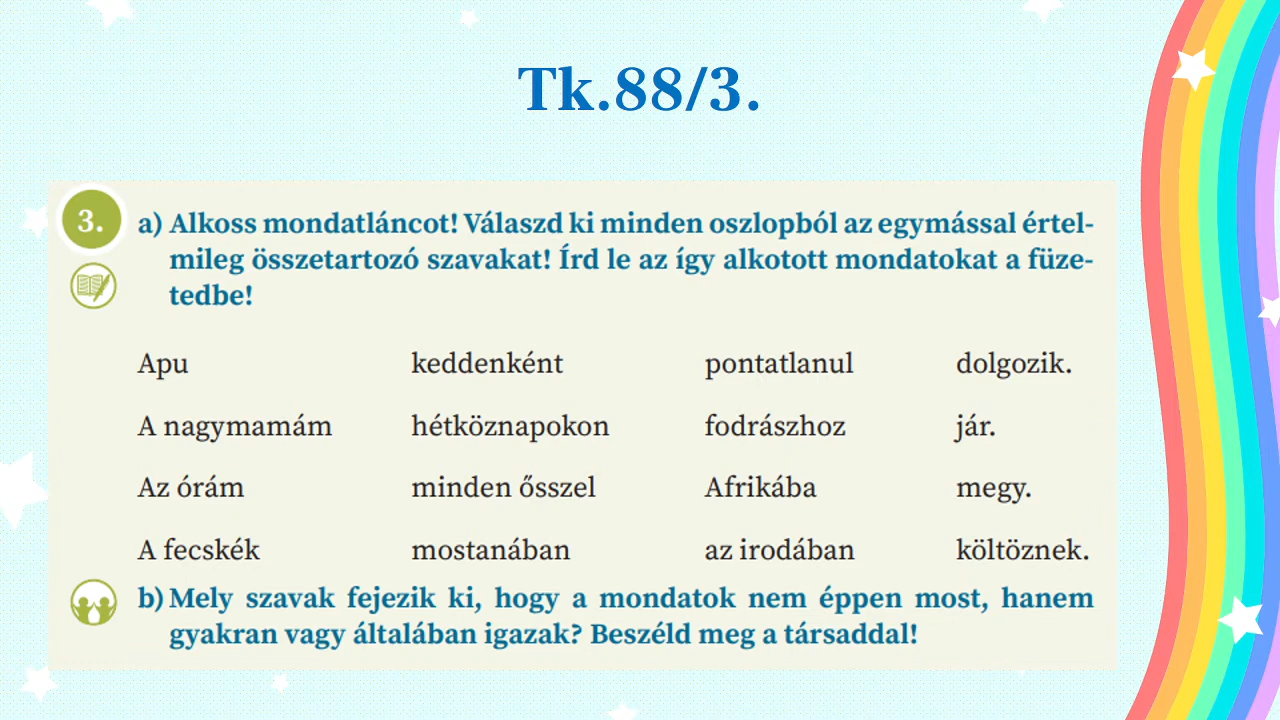 Tk.88/3.
3. a) Alkoss mondatláncot! Válaszd ki minden oszlopból az egymással értel-
mileg összetartozó szavakat! Írd le az így alkotott mondatokat a füze-
tedbe!
Apu keddenként pontatlanul dolgozik.
A nagymamám hétköznapokon fodrászhoz jár.
Az órám minden ősszel Afrikába megy.
A fecskék mostanában az irodában költöznek.
b) Mely szavak fejezik ki, hogy a mondatok nem éppen most, hanem
gyakran vagy általában igazak? Beszéld meg a társaddal!